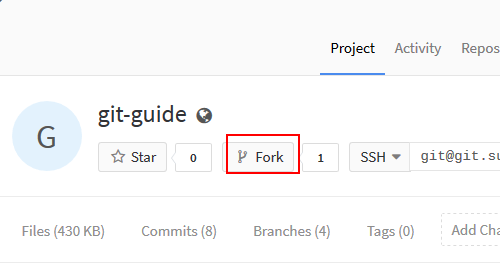 Project Activity Repos
G
git-guide
Star 0 Fork 1 SSH git@git.su
Files (430 KB) Commits (8) Branches (4) Tags (0) Add Cha